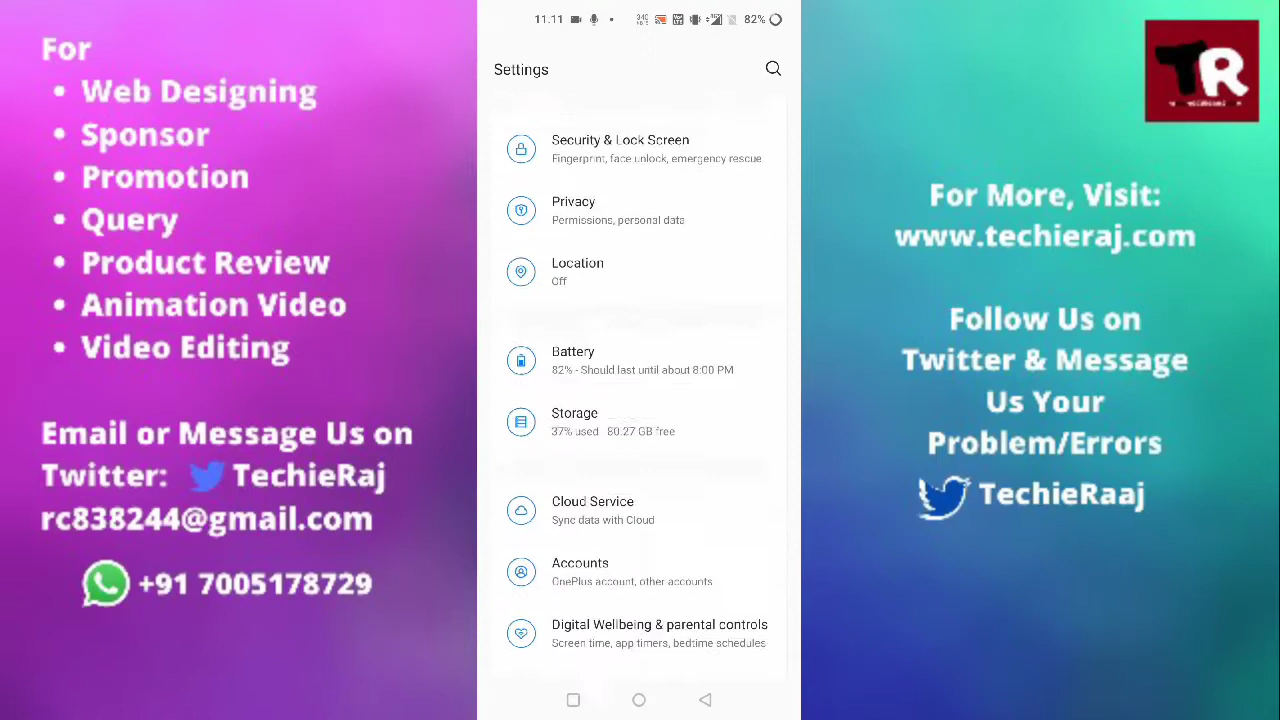 For
• Web Designing
• Sponsor
• Promotion
• Query
• Product Review
• Animation Video
• Video Editing
Email or Message Us on
Twitter: TechieRaj
rc838244@gmail.com
+91 7005178729
11.11
82%
Settings
Security & Lock Screen
Fingerprint, face unlock, emergency rescue
Privacy
Permissions, personal data
Location
Off
Battery
82% - Should last until about 8:00 PM
Storage
37% used 80.27 GB free
Cloud Service
Sync data with Cloud
Accounts
OnePlus account, other accounts
Digital Wellbeing & parental controls
Screen time, app timers, bedtime schedules
TR
For More, Visit:
www.techieraj.com
Follow Us on
Twitter & Message
Us Your
Problem/Errors
TechieRaaj